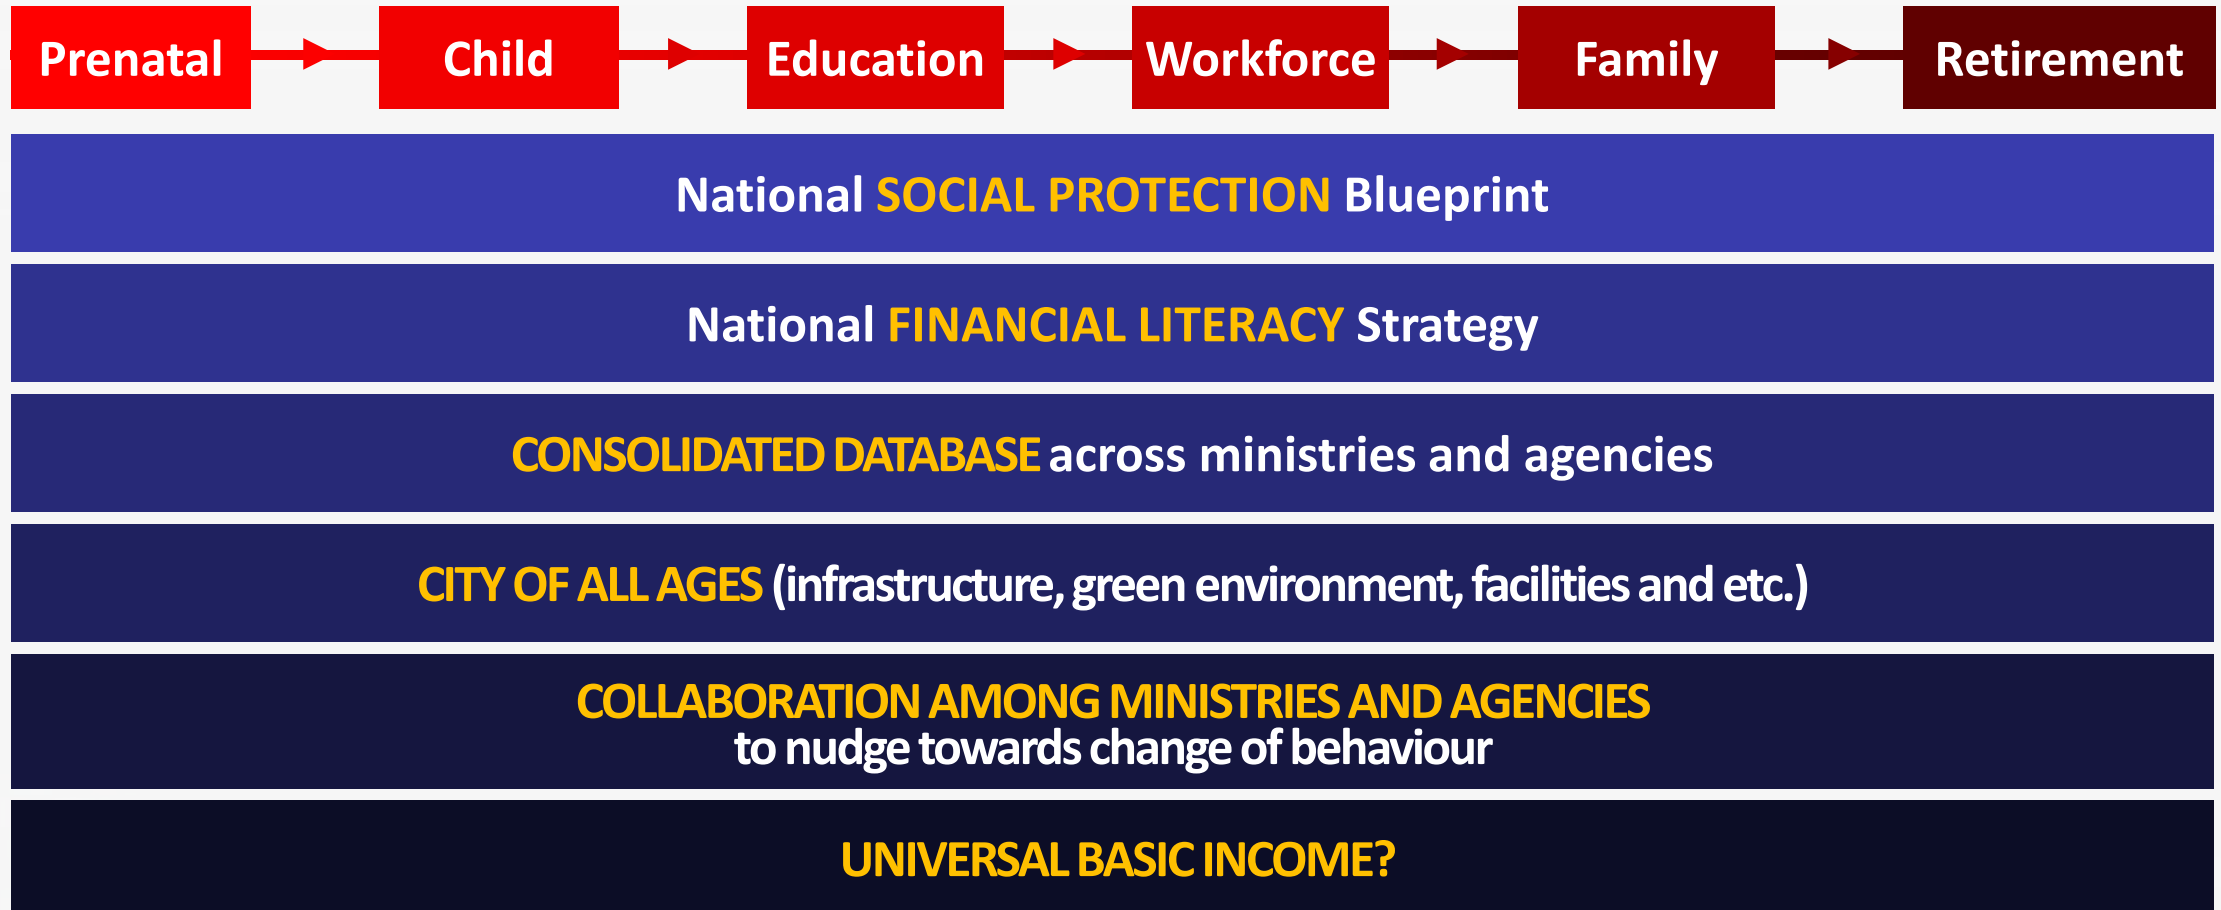 Prenatal
Child
Education
Workforce
Family
Retirement
National SOCIAL PROTECTION Blueprint
National FINANCIAL LITERACY Strategy
CONSOLIDATED DATABASE across ministries and agencies
CITY OF ALL AGES (infrastructure, green environment, facilities and etc.)
COLLABORATION AMONG MINISTRIES AND AGENCIES
to nudge towards change of behaviour
UNIVERSAL BASIC INCOME?